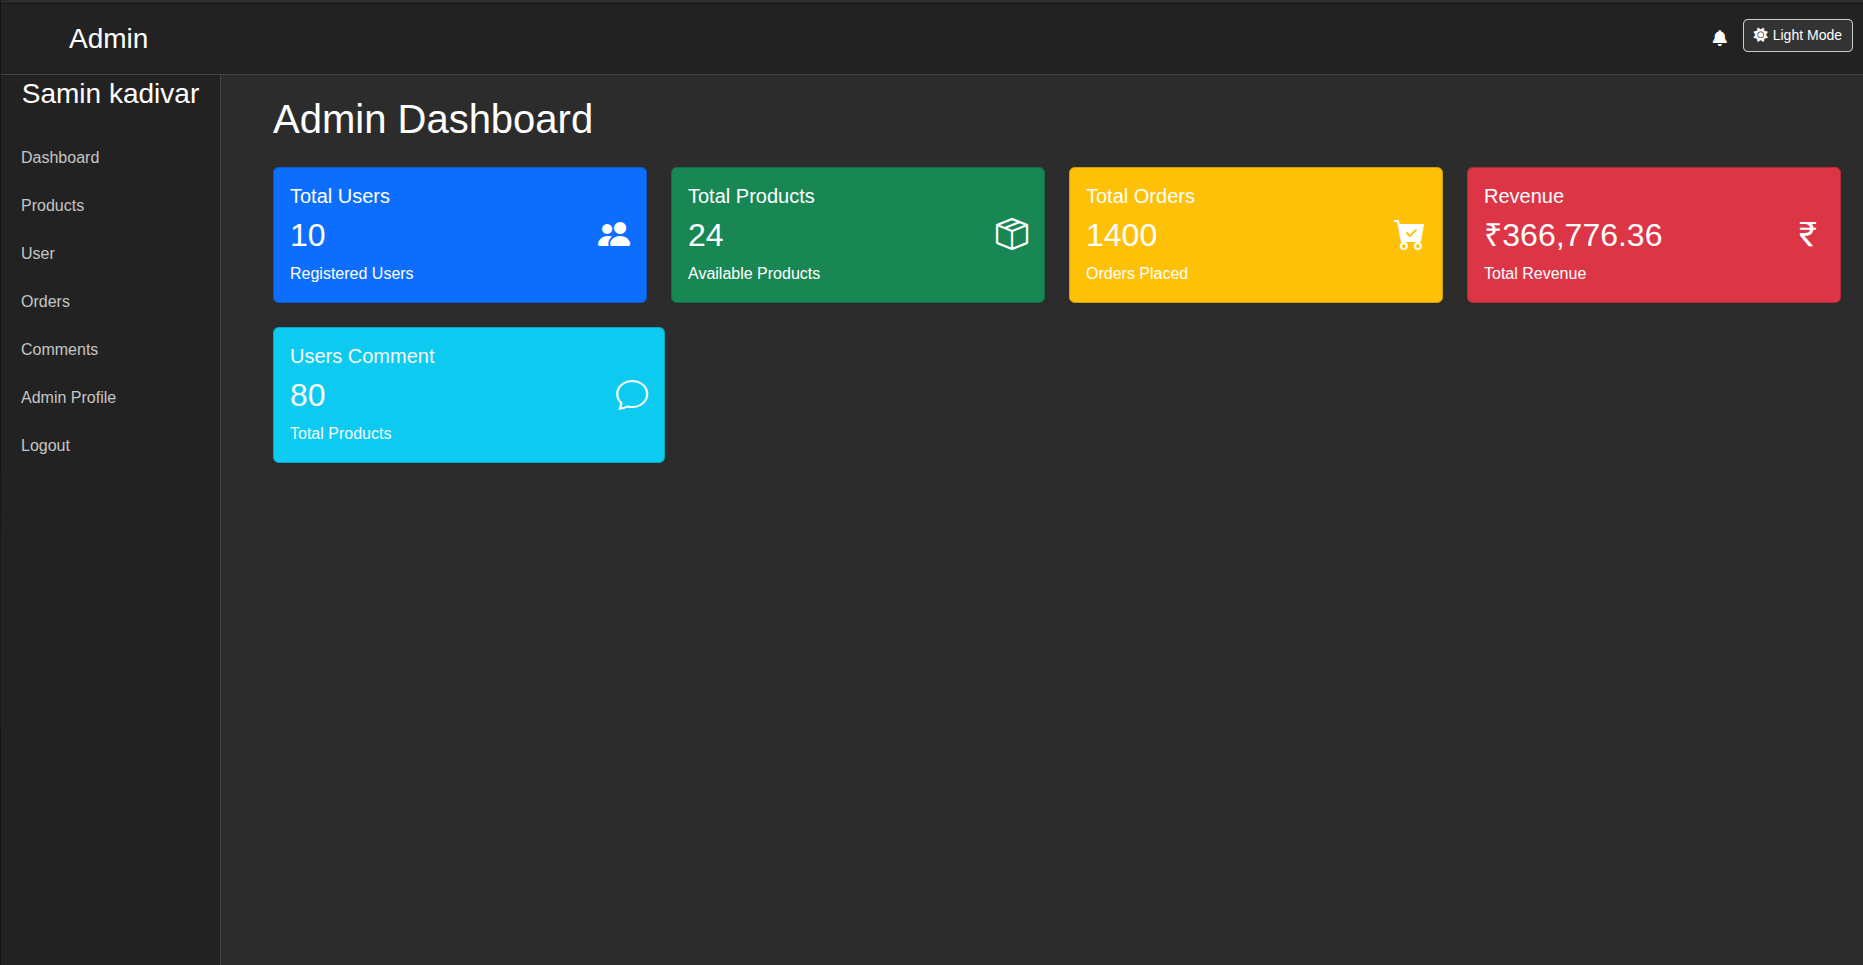 Admin
Light Mode
Samin kadivar
Dashboard
Products
User
Orders
Comments
Admin Profile
Logout
Admin Dashboard
Total Users
10
Registered Users
Total Products
24
Available Products
Total Orders
1400
Orders Placed
Revenue
₹366,776.36
₹
Total Revenue
Users Comment
80
Total Products